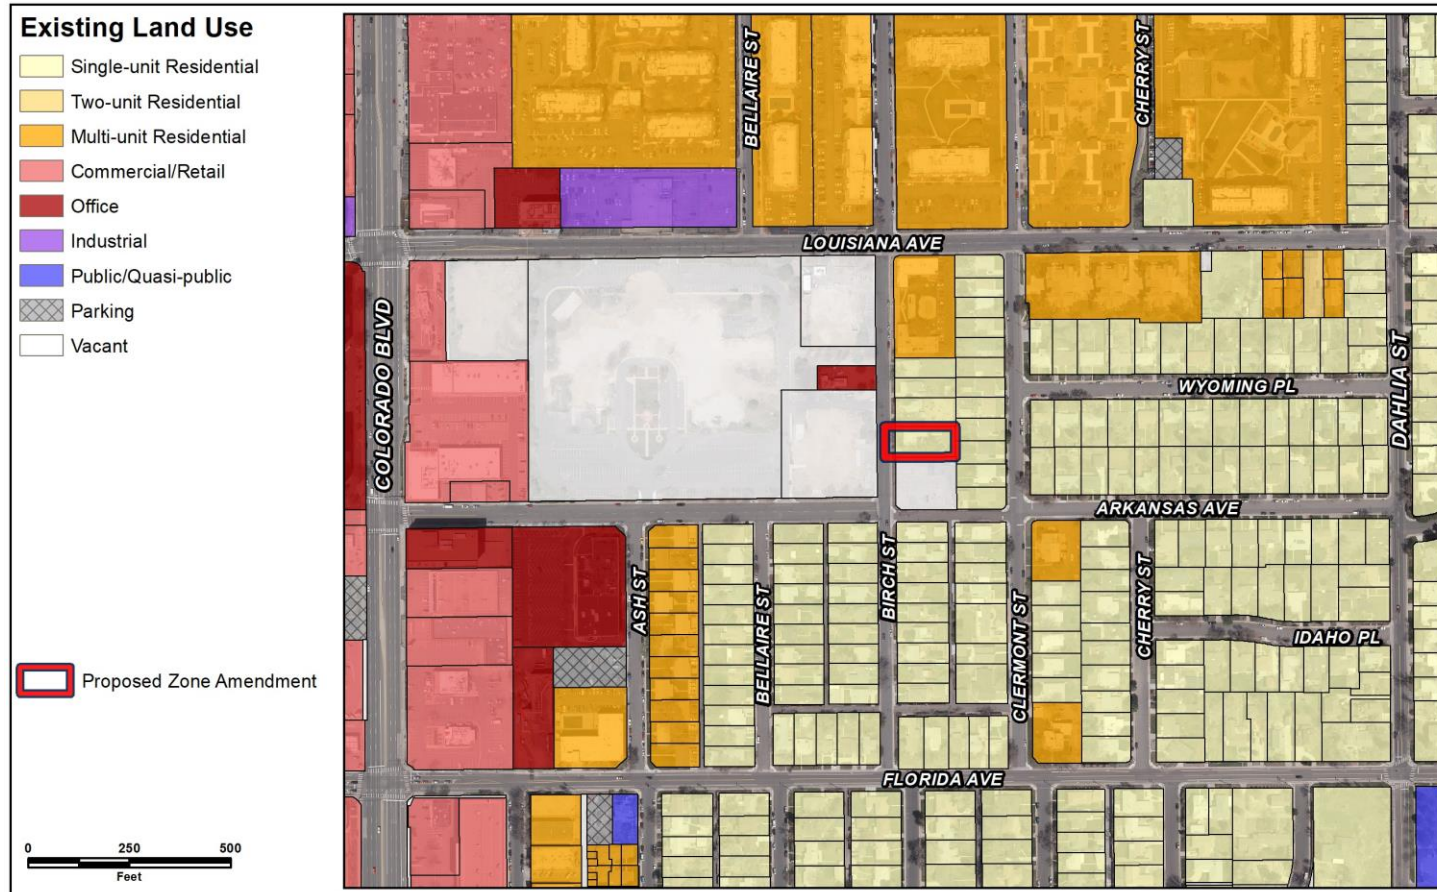 Existing Land Use
Single-unit Residential
Two-unit Residential
Multi-unit Residential
Commercial/Retail
Office
Industrial
Public/Quasi-public
Parking
Vacant
Proposed Zone Amendment
0 250 500
Feet
BELLAIRE ST
CHERRY ST
LOUISIANA AVE
COLORADO BLVD
DAHLIA ST
WYOMING PL
ARKANSAS AVE
ASH ST
BELLAIRE ST
BIRCH ST
CLERMONT ST
CHERRY ST
IDAHO PL
FLORIDA AVE